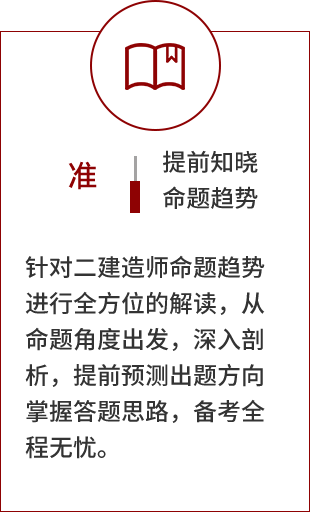 准
提前知晓
命题趋势
针对二建造师命题趋势
进行全方位的解读，从
命题角度出发，深入剖
析，提前预测出题方向
掌握答题思路，备考全
程无忧。